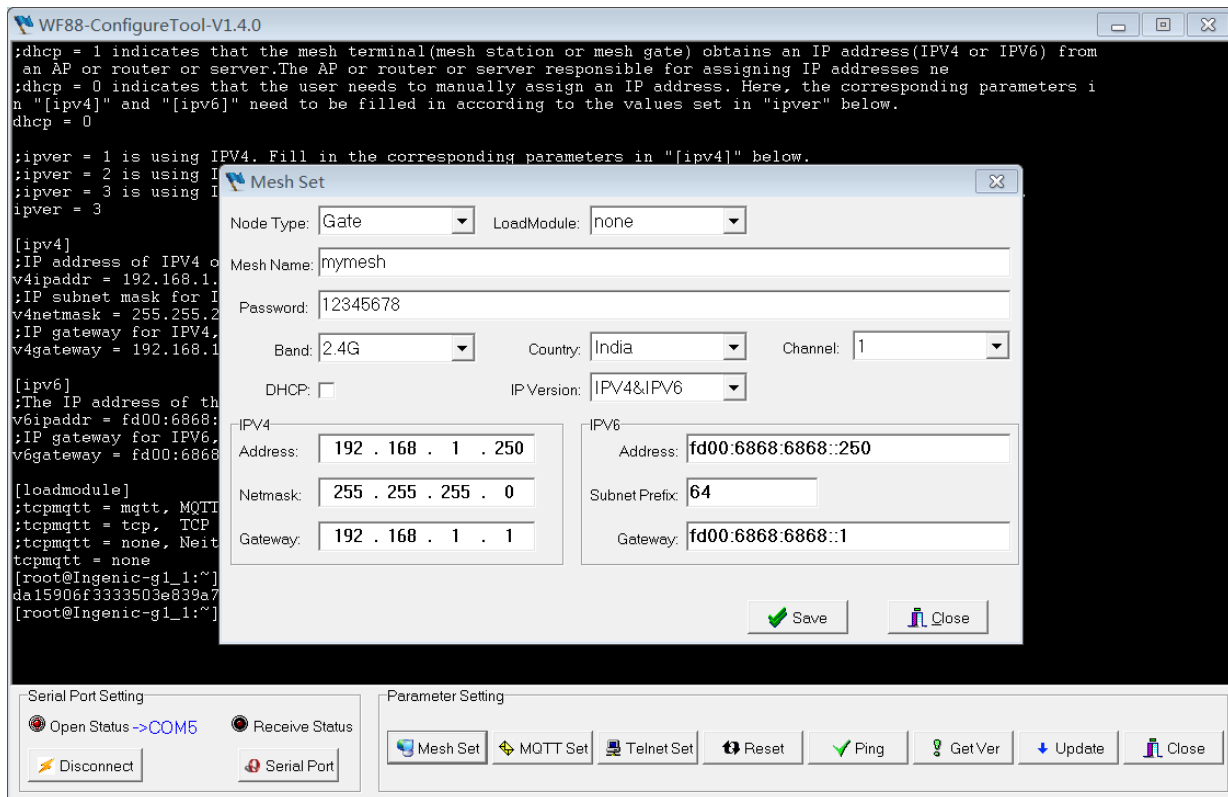 WF88-ConfigureTool-V1.4.0
;dhcp = 1 indicates that the mesh terminal(mesh station or mesh gate) obtains an IP address(IPV4 or IPV6) from
an AP or router or server.The AP or router or server responsible for assigning IP addresses ne
;dhcp = 0 indicates that the user needs to manually assign an IP address. Here, the corresponding parameters i
n "[ipv4]" and "[ipv6]" need to be filled in according to the values set in "ipver" below.
dhcp = 0
;ipver = 1 is using IPV4. Fill in the corresponding parameters in "[ipv4]" below.
;ipver = 2 is using I
;ipver = 3 is using I
ipver = 3
[ipv4]
;IP address of IPV4 o
v4ipaddr = 192.168.1.
;IP subnet mask for I
v4netmask = 255.255.2
;IP gateway for IPV4,
v4gateway = 192.168.1
[ipv6]
;The IP address of th
v6ipaddr = fd00:6868:
;IP gateway for IPV6,
v6gateway = fd00:6868
[loadmodule]
;tcpmqtt = mqtt, MQTT
;tcpmqtt = tcp, TCP
;tcpmqtt = none, Neit
tcpmqtt = none
[root@Ingenic-g1_1:~]
da15906f3333503e839a7
[root@Ingenic-g1_1:~]
Mesh Set
Node Type: Gate LoadModule: none
Mesh Name: mymesh
Password: 12345678
Band: 2.4G Country: India Channel: 1
DHCP: IP Version: IPV4&IPV6
IPV4
Address: 192 . 168 . 1 . 250
Netmask: 255 . 255 . 255 . 0
Gateway: 192 . 168 . 1 . 1
IPV6
Address: fd00:6868:6868::250
Subnet Prefix: 64
Gateway: fd00:6868:6868::1
Save Close
Serial Port Setting
Open Status ->COM5 Receive Status
Disconnect Serial Port
Parameter Setting
Mesh Set MQTT Set Telnet Set Reset Ping Get Ver Update Close